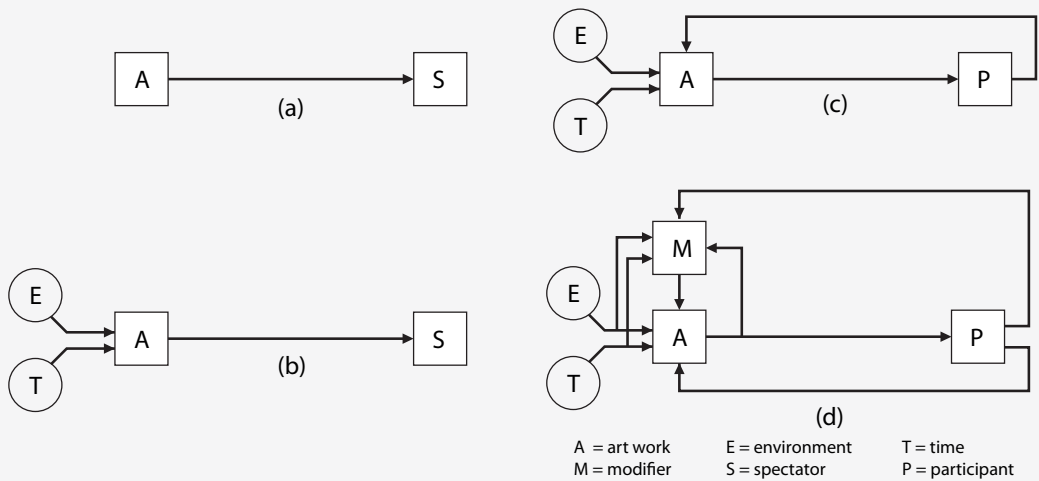 A
S
(a)
E
T
A
P
(c)
E
T
A
S
(b)
M
E
T
A
P
(d)
A = art work E = environment T = time
M = modifier S = spectator P = participant